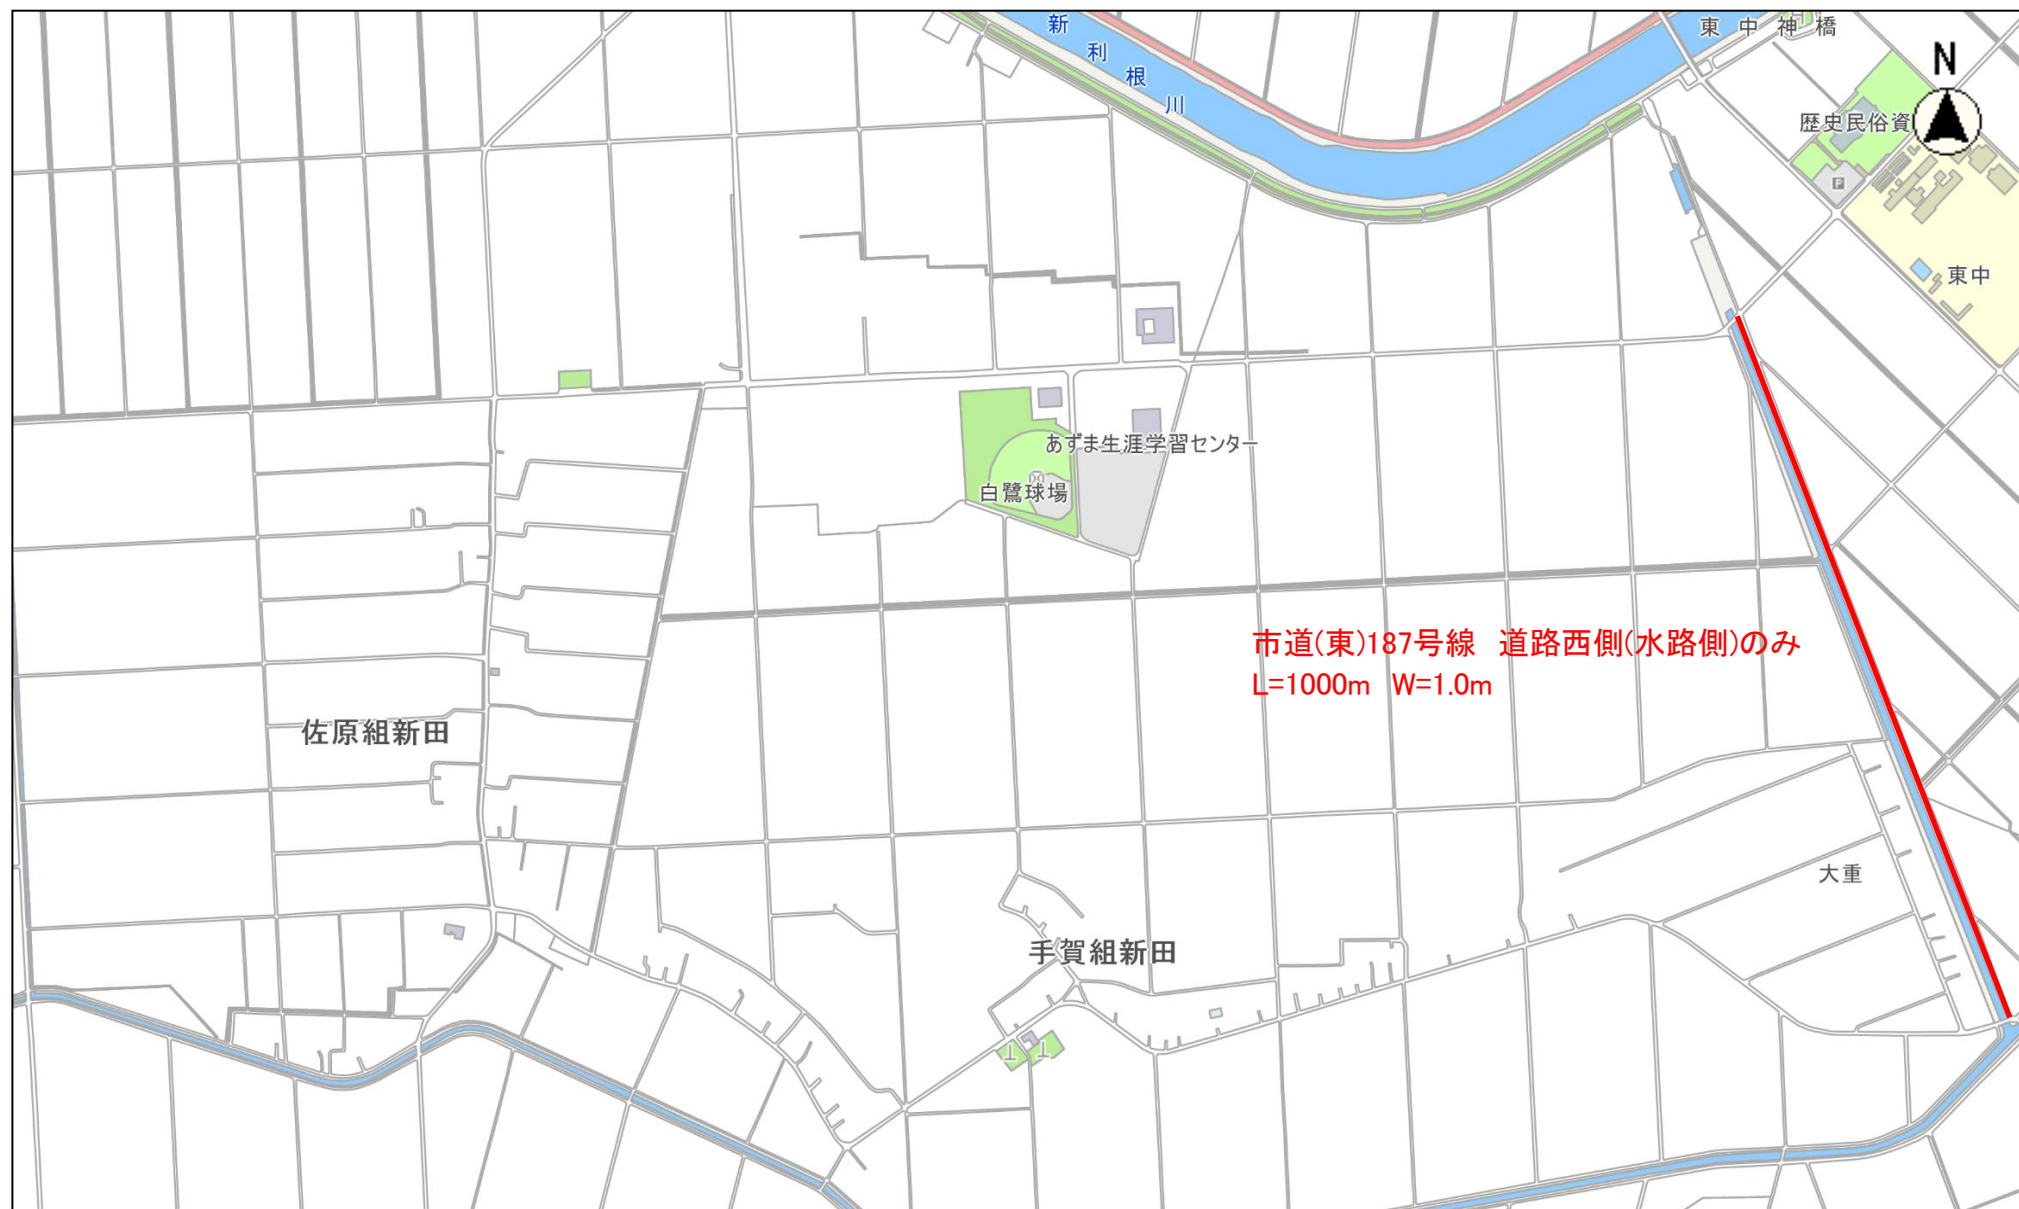 新利根川
東中神橋
N
歴史民俗資
P
東中
あずま生涯学習センター
白鷺球場
市道(東)187号線　道路西側(水路側)のみ
L=1000m　W=1.0m
佐原組新田
大重
手賀組新田